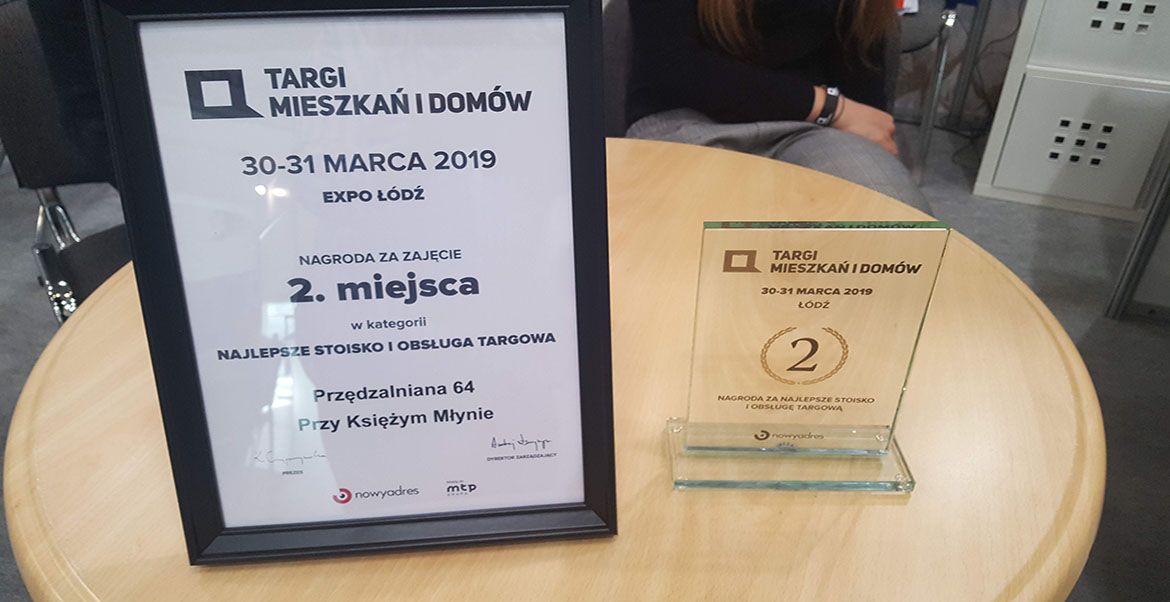 TARGI
MIESZKAŃ I DOMÓW
30-31 MARCA 2019
EXPO ŁÓDŹ
NAGRODA ZA ZAJĘCIE
2. miejsca
w kategorii
NAJLEPSZE STOISKO I OBSŁUGA TARGOWA
Przędzalniana 64
Przy Księżym Młynie
PREZES
DYREKTOR ZARZĄDZAJĄCY
nowyadres
mtp
TARGI
MIESZKAŃ I DOMÓW
30-31 MARCA 2019
ŁÓDŹ
2
NAGRODA ZA NAJLEPSZE STOISKO
I OBSŁUGĘ TARGOWĄ
nowyadres